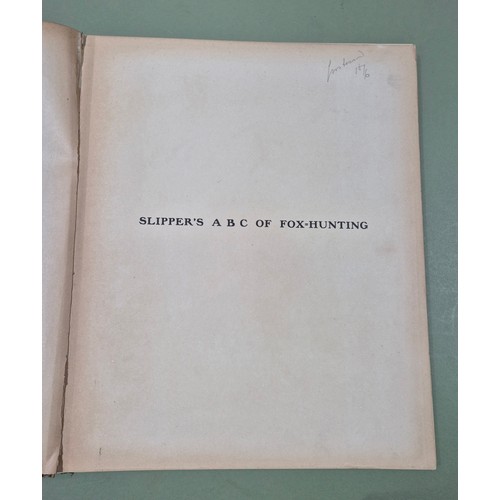 SLIPPER'S A B C OF FOX-HUNTING